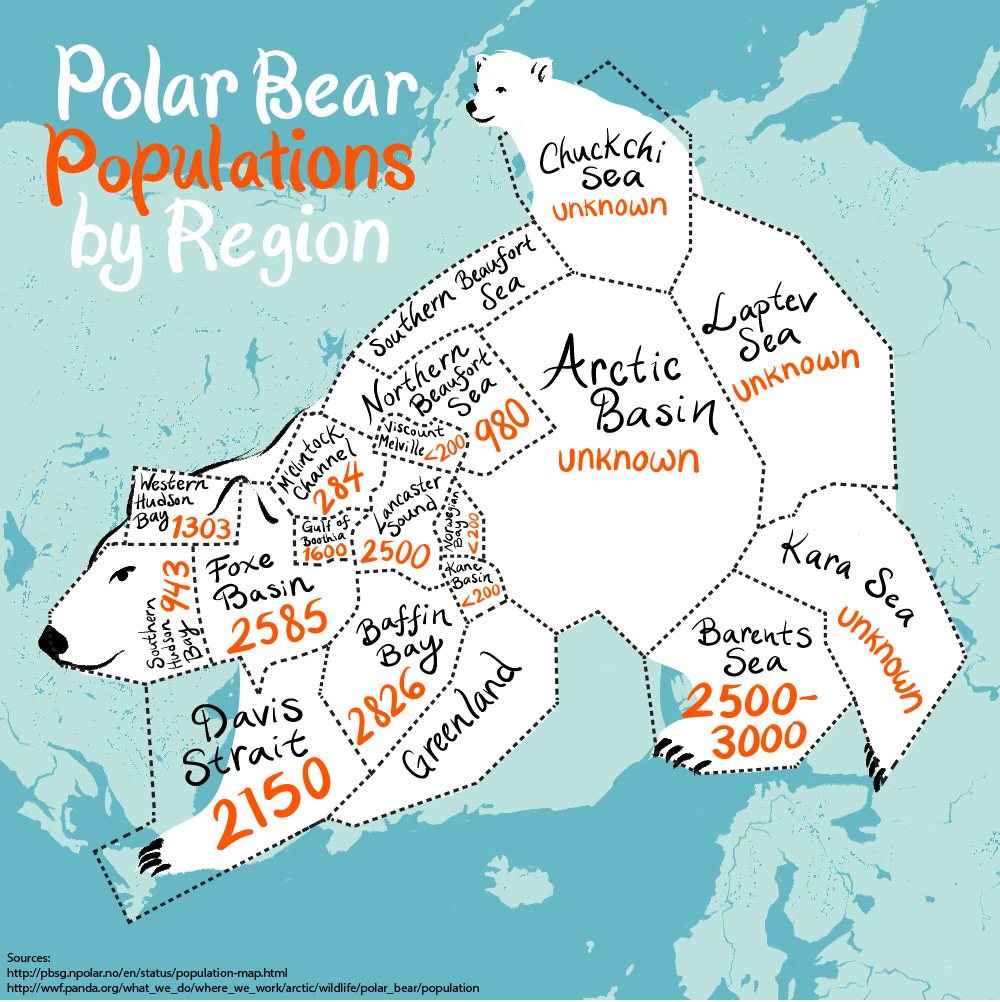 Polar Bear
Populations
by Region
Chuckchi
Sea
unknown
Southern Beaufort
Sea
Laptev
Sea
unknown
Northern
Beaufort
Sea
980
Arctic
Basin
unknown
Viscount
Melville <200
M'clintock
Channel
284
Western
Hudson
Bay 1303
Lancaster
Sound
2500
Gulf of
Boothia
1600
Norwegian
Bay
<200
Foxe
Basin
2585
Southern
Hudson
Bay
943
Kane
Basin
<200
Baffin
Bay
2826
Kara Sea
unknown
Barents
Sea
2500-
3000
Greenland
Davis
Strait
2150
Sources:
http://pbsg.npolar.no/en/status/population-map.html
http://wwf.panda.org/what_we_do/where_we_work/arctic/wildlife/polar_bear/population